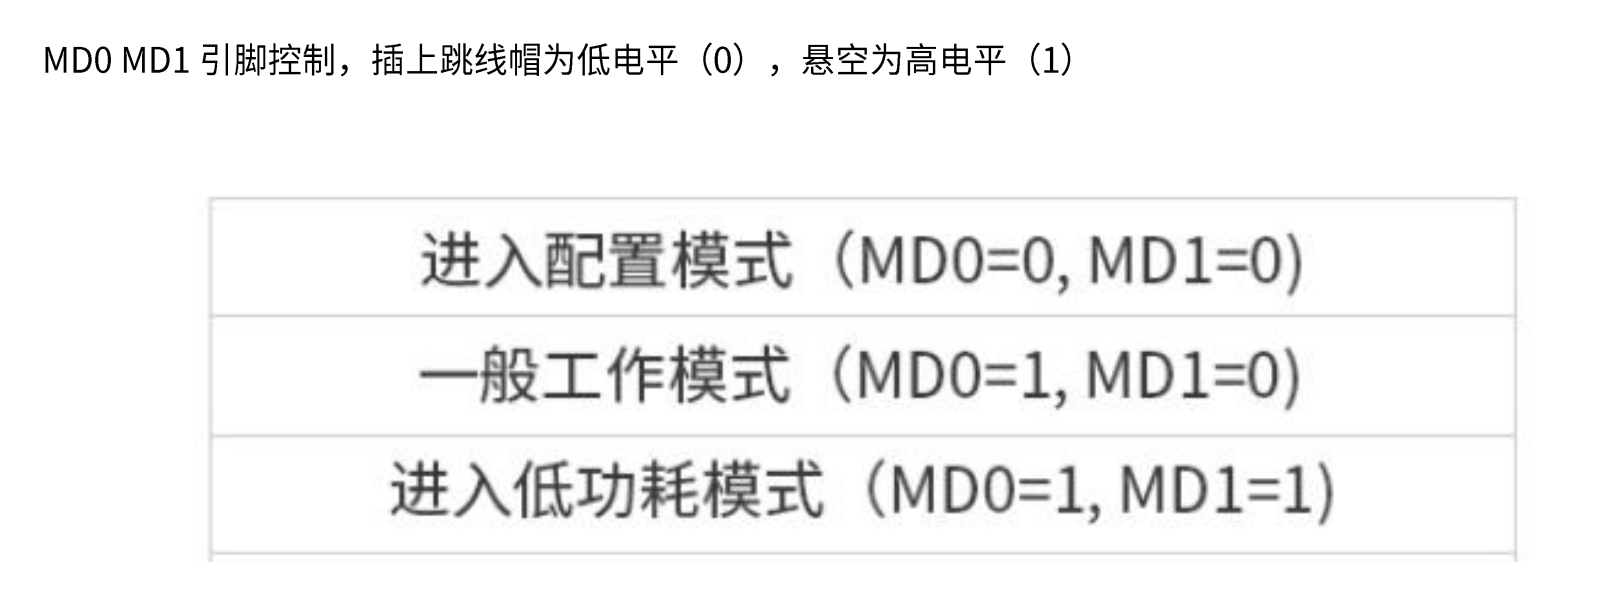 MD0 MD1 引脚控制，插上跳线帽为低电平（0），悬空为高电平（1）
进入配置模式（MD0=0, MD1=0)
一般工作模式（MD0=1, MD1=0)
进入低功耗模式（MD0=1, MD1=1)